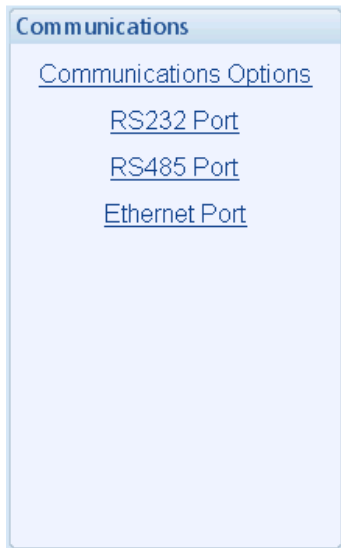 Communications
Communications Options
RS232 Port
RS485 Port
Ethernet Port